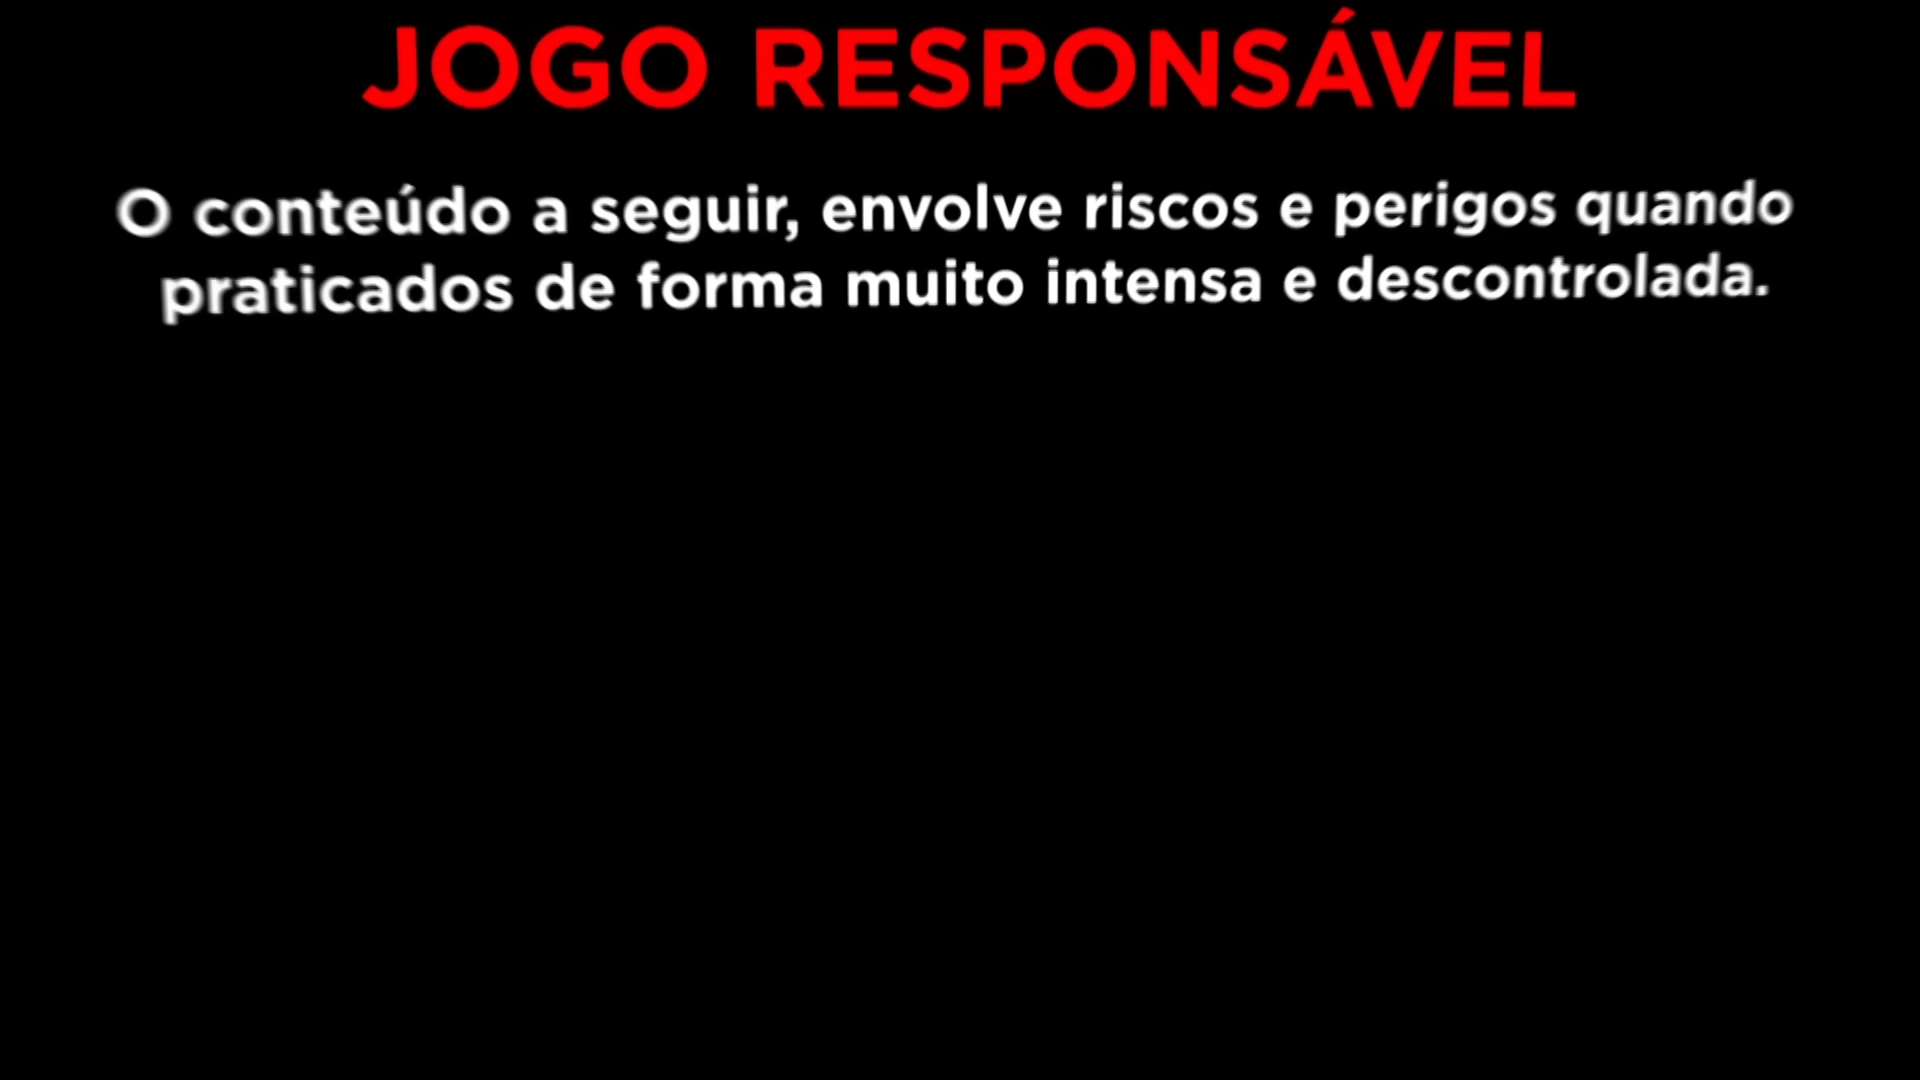 JOGO RESPONSÁVEL
O conteúdo a seguir, envolve riscos e perigos quando
praticados de forma muito intensa e descontrolada.